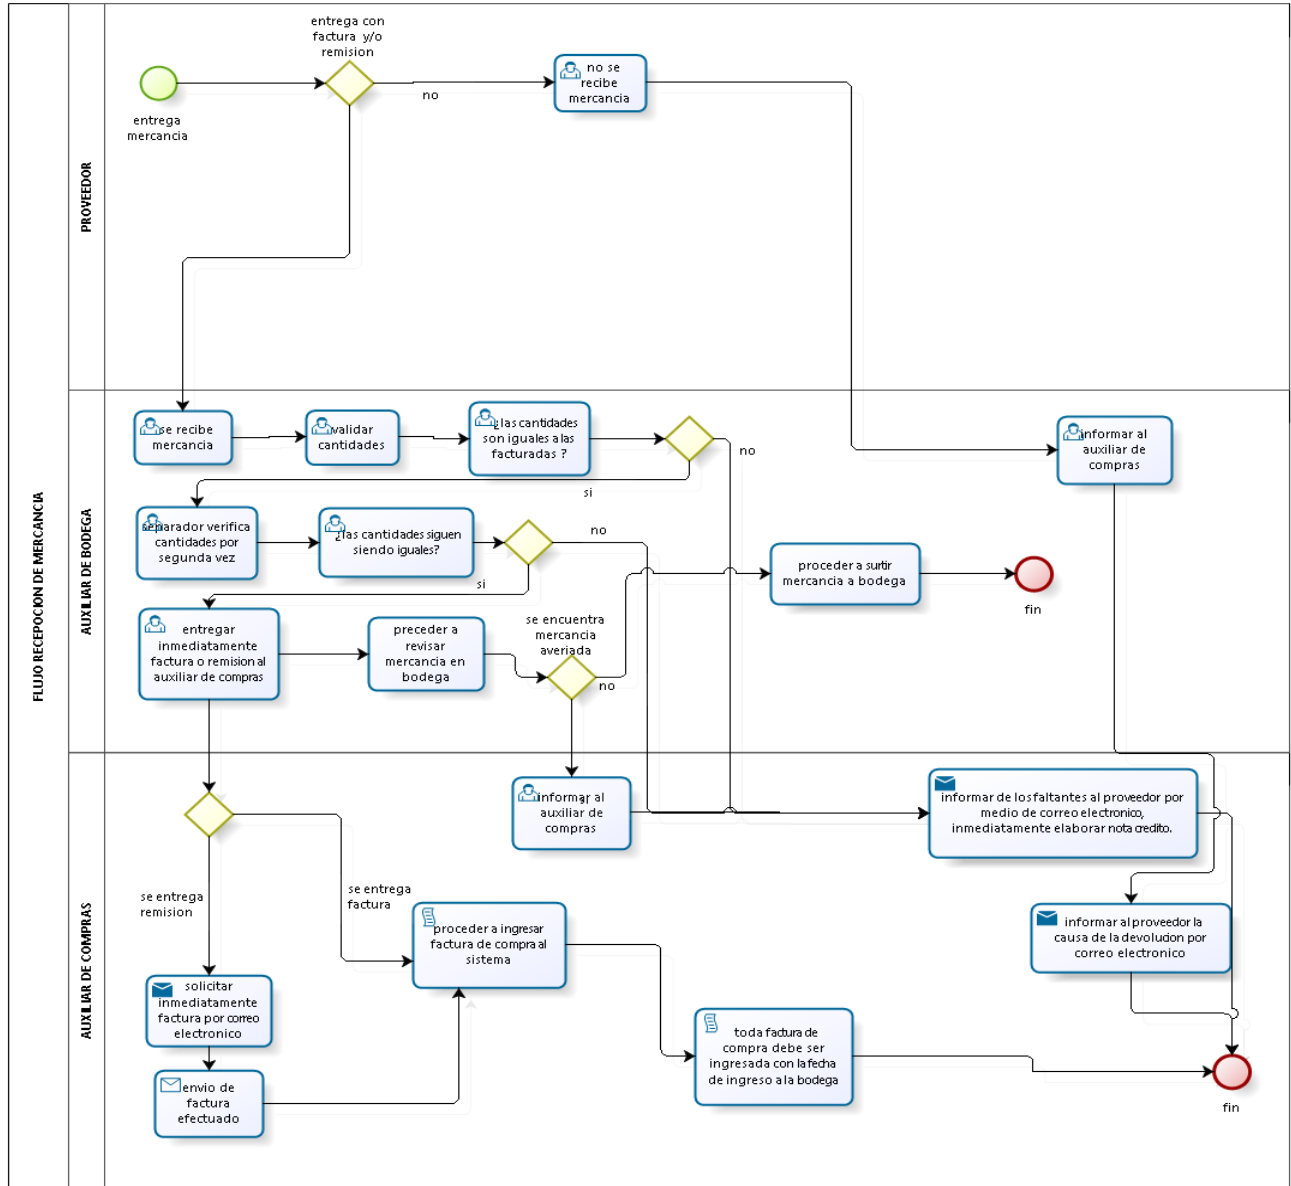 FLUJO RECEPOCION DE MERCANCIA
PROVEEDOR
entrega con
factura y/o
remision
entrega
mercancia
no
no se
recibe
mercancia
AUXILIAR DE BODEGA
se recibe
mercancia
validar
cantidades
¿las cantidades
son iguales a las
facturadas ?
no
si
informar al
auxiliar de
compras
separador verifica
cantidades por
segunda vez
¿las cantidades siguen
siendo iguales?
no
si
proceder a surtir
mercancia a bodega
fin
entregar
inmediatamente
factura o remision al
auxiliar de compras
preceder a
revisar
mercancia en
bodega
se encuentra
mercancia
averiada
no
AUXILIAR DE COMPRAS
informar al
auxiliar de
compras
informar de los faltantes al proveedor por
medio de correo electronico,
inmediatamente elaborar nota credito.
se entrega
remision
se entrega
factura
proceder a ingresar
factura de compra al
sistema
informar al proveedor la
causa de la devolucion por
correo electronico
solicitar
inmediatamente
factura por correo
electronico
toda factura de
compra debe ser
ingresada con la fecha
de ingreso a la bodega
envio de
factura
efectuado
fin